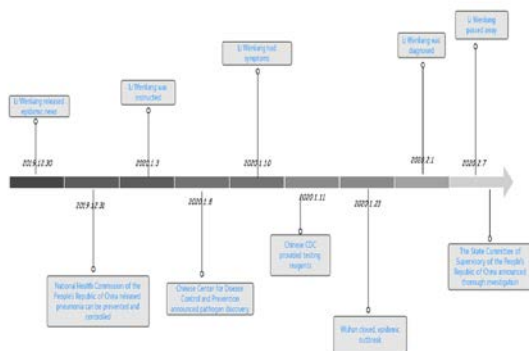 Li Wenliang
passed away
Li Wenliang had
symptoms
Li Wenliang was
diagnosed
Li Wenliang was
instructed
Li Wenliang released
epidemic news
2019.12.30
2020.1.3
2020.1.10
2020.2.1
2020.2.7
2019.12.31
2020.1.8
2020.1.11
2020.1.23
National Health Commission of the
People's Republic of China released
pneumonia can be prevented and
controlled
Chinese Center for Disease
Control and Prevention
announced pathogen discovery
Chinese CDC
provided testing
reagents
Wuhan closed, epidemic
outbreak
The State Committee of
Supervisory of the People's
Republic of China announced
thorough investigation